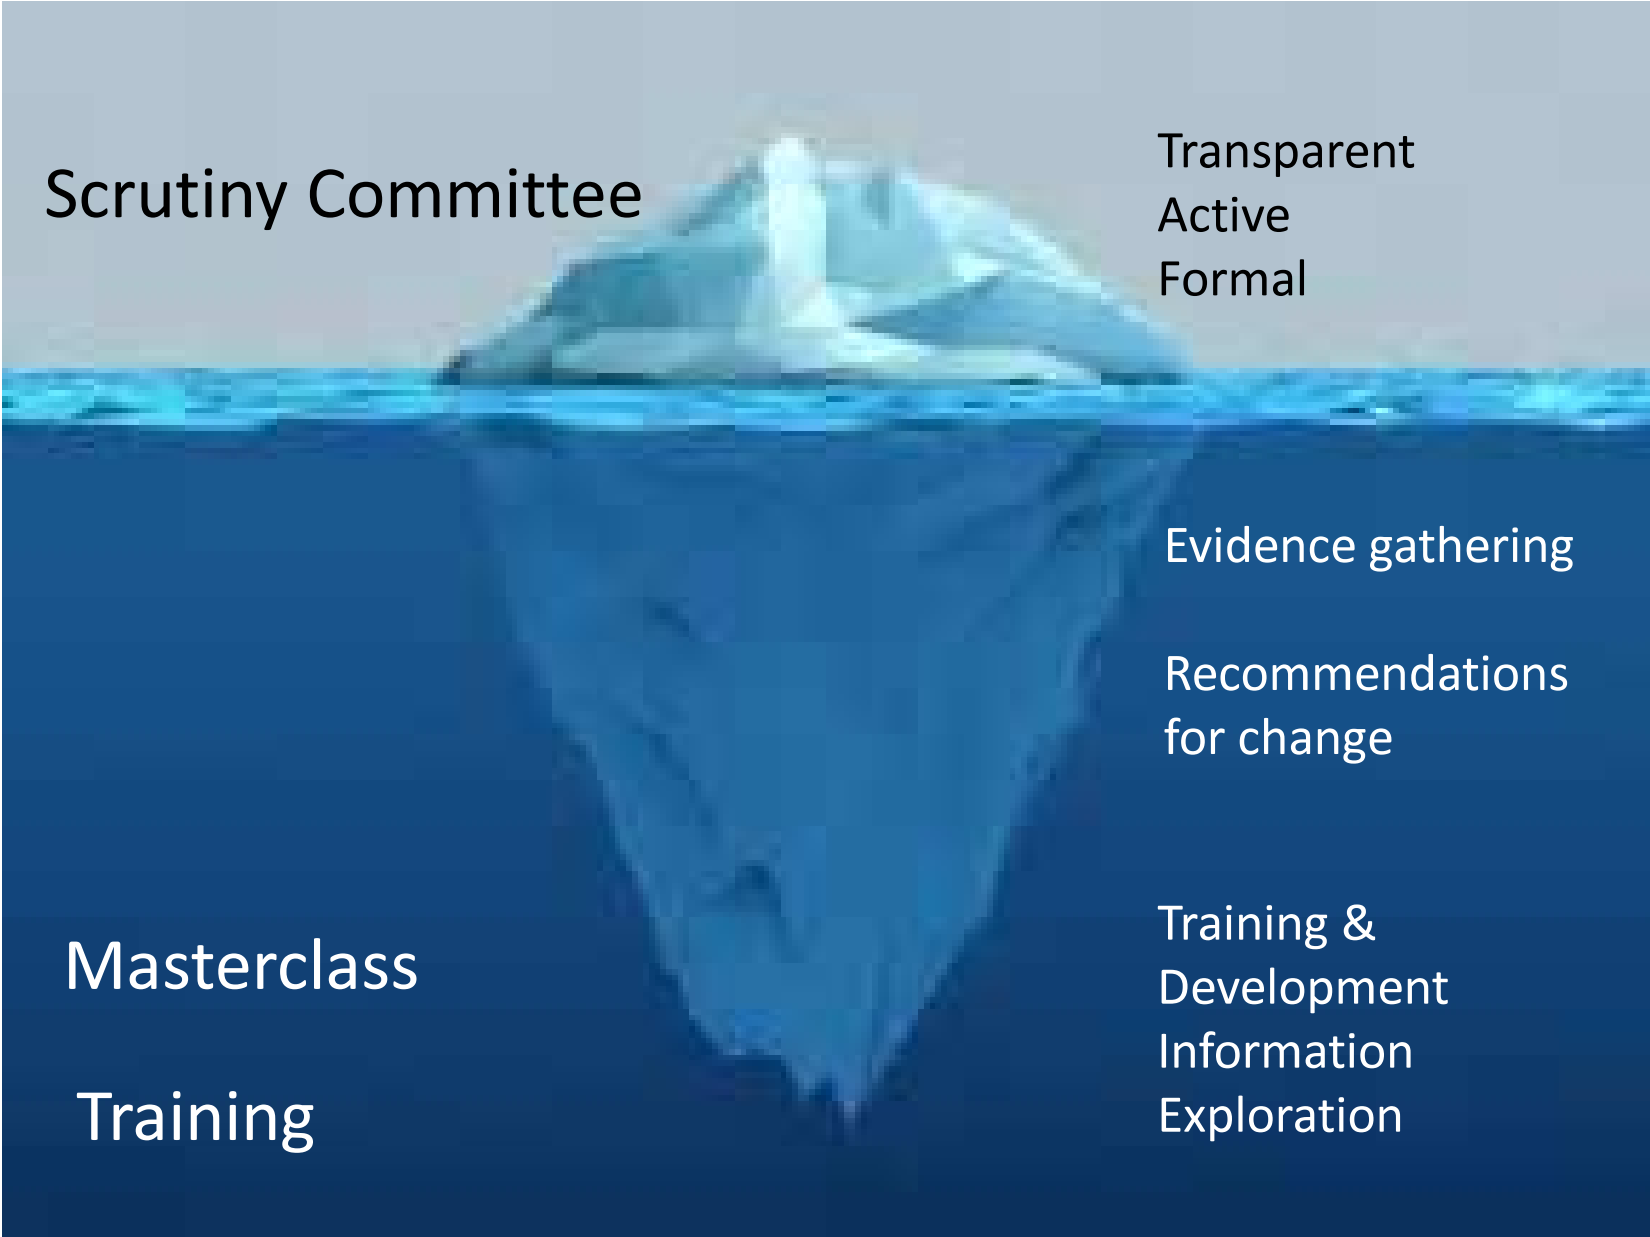 Scrutiny Committee
Transparent
Active
Formal
Evidence gathering
Recommendations
for change
Masterclass
Training
Training &
Development
Information
Exploration